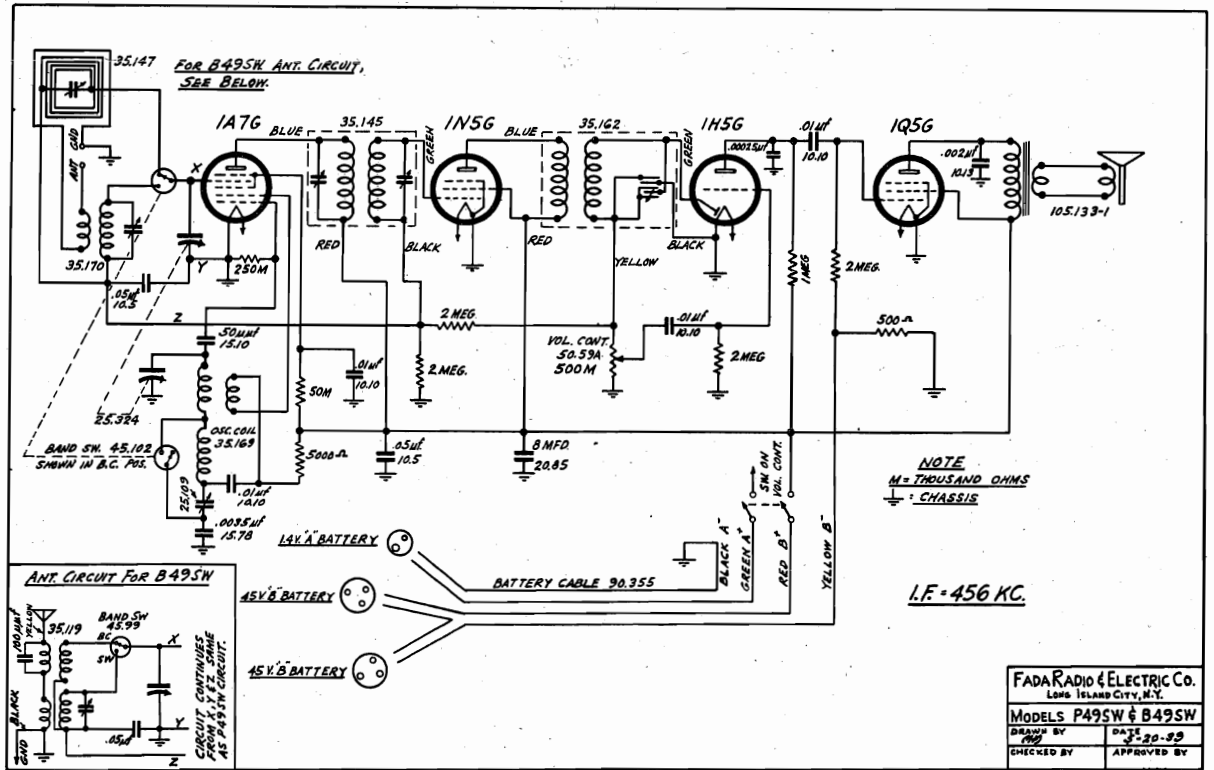 35.147
FOR B49SW ANT. CIRCUIT,
SEE BELOW.
GND
ANT
X
Y
Z
35.170
.05µf
10.5
1A7G
BLUE
35.145
GREEN
RED
BLACK
250M
1N5G
BLUE
35.162
GREEN
RED
YELLOW
BLACK
1H5G
.00025µf
.01µf
10.10
1Q5G
.002µf
10.13
105.133-1
50µµf
15.10
25.324
BAND SW. 45.102
SHOWN IN B.C. POS.
OSC. COIL
35.169
25.109
.01µf
10.10
.0035µf
15.78
50M
.01µf
10.10
5000Ω
2 MEG
2 MEG.
.05µf.
10.5
8 MFD
20.85
VOL. CONT.
50.59A
500M
.01µf
10.10
2 MEG
1 MEG
2 MEG.
500Ω
SW. ON
VOL. CONT.
BLACK A-
GREEN A+
RED B+
YELLOW B-
NOTE
M = THOUSAND OHMS
= CHASSIS
1.4V. "A" BATTERY
45V. "B" BATTERY
45V. "B" BATTERY
BATTERY CABLE 90.355
I.F. = 456 KC.
ANT. CIRCUIT FOR B49SW
100µµf
YELLOW
35.119
BAND SW
45.99
BC
SW
X
Y
Z
.05µf
BLACK
GND
CIRCUIT CONTINUES
FROM X, Y & Z SAME
AS P49SW CIRCUIT.
FADA RADIO & ELECTRIC CO.
LONG ISLAND CITY, N.Y.
MODELS P49SW & B49SW
DRAWN BY
DATE
CHECKED BY
APPROVED BY